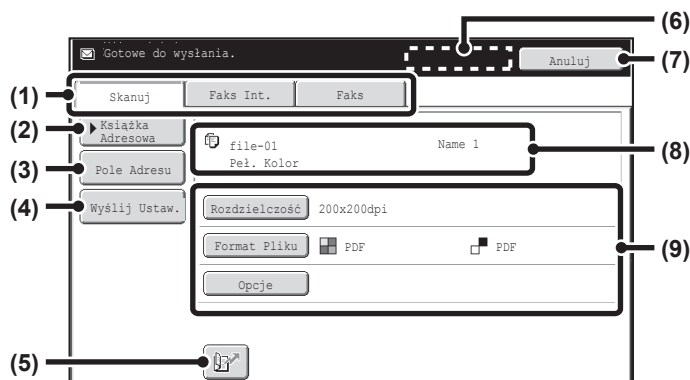 (6)
Gotowe do wysłania.
Anuluj
(7)
(1)
Skanuj
Faks Int.
Faks
(2)
Książka
Adresowa
file-01
Name 1
(8)
Peł. Kolor
(3)
Pole Adresu
(4)
Wyślij Ustaw.
Rozdzielczość
200x200dpi
Format Pliku
PDF
PDF
(9)
Opcje
(5)